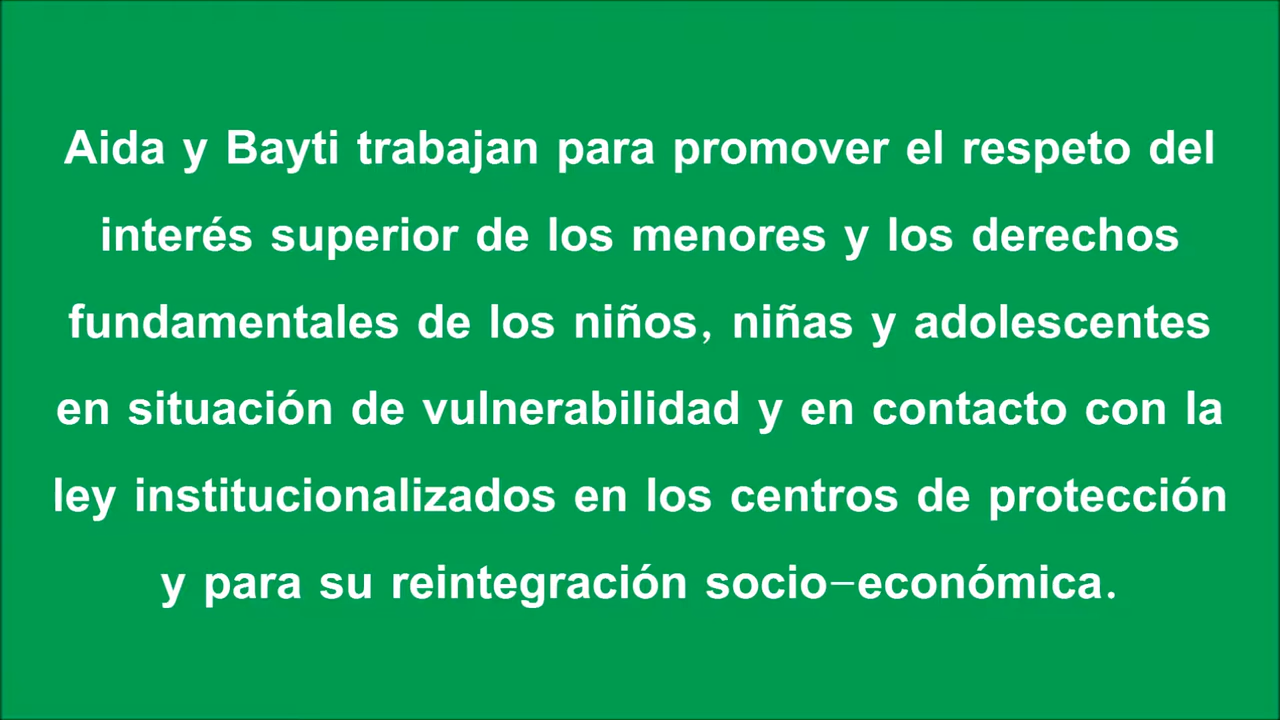 Aida y Bayti trabajan para promover el respeto del
interés superior de los menores y los derechos
fundamentales de los niños, niñas y adolescentes
en situación de vulnerabilidad y en contacto con la
ley institucionalizados en los centros de protección
y para su reintegración socio-económica.